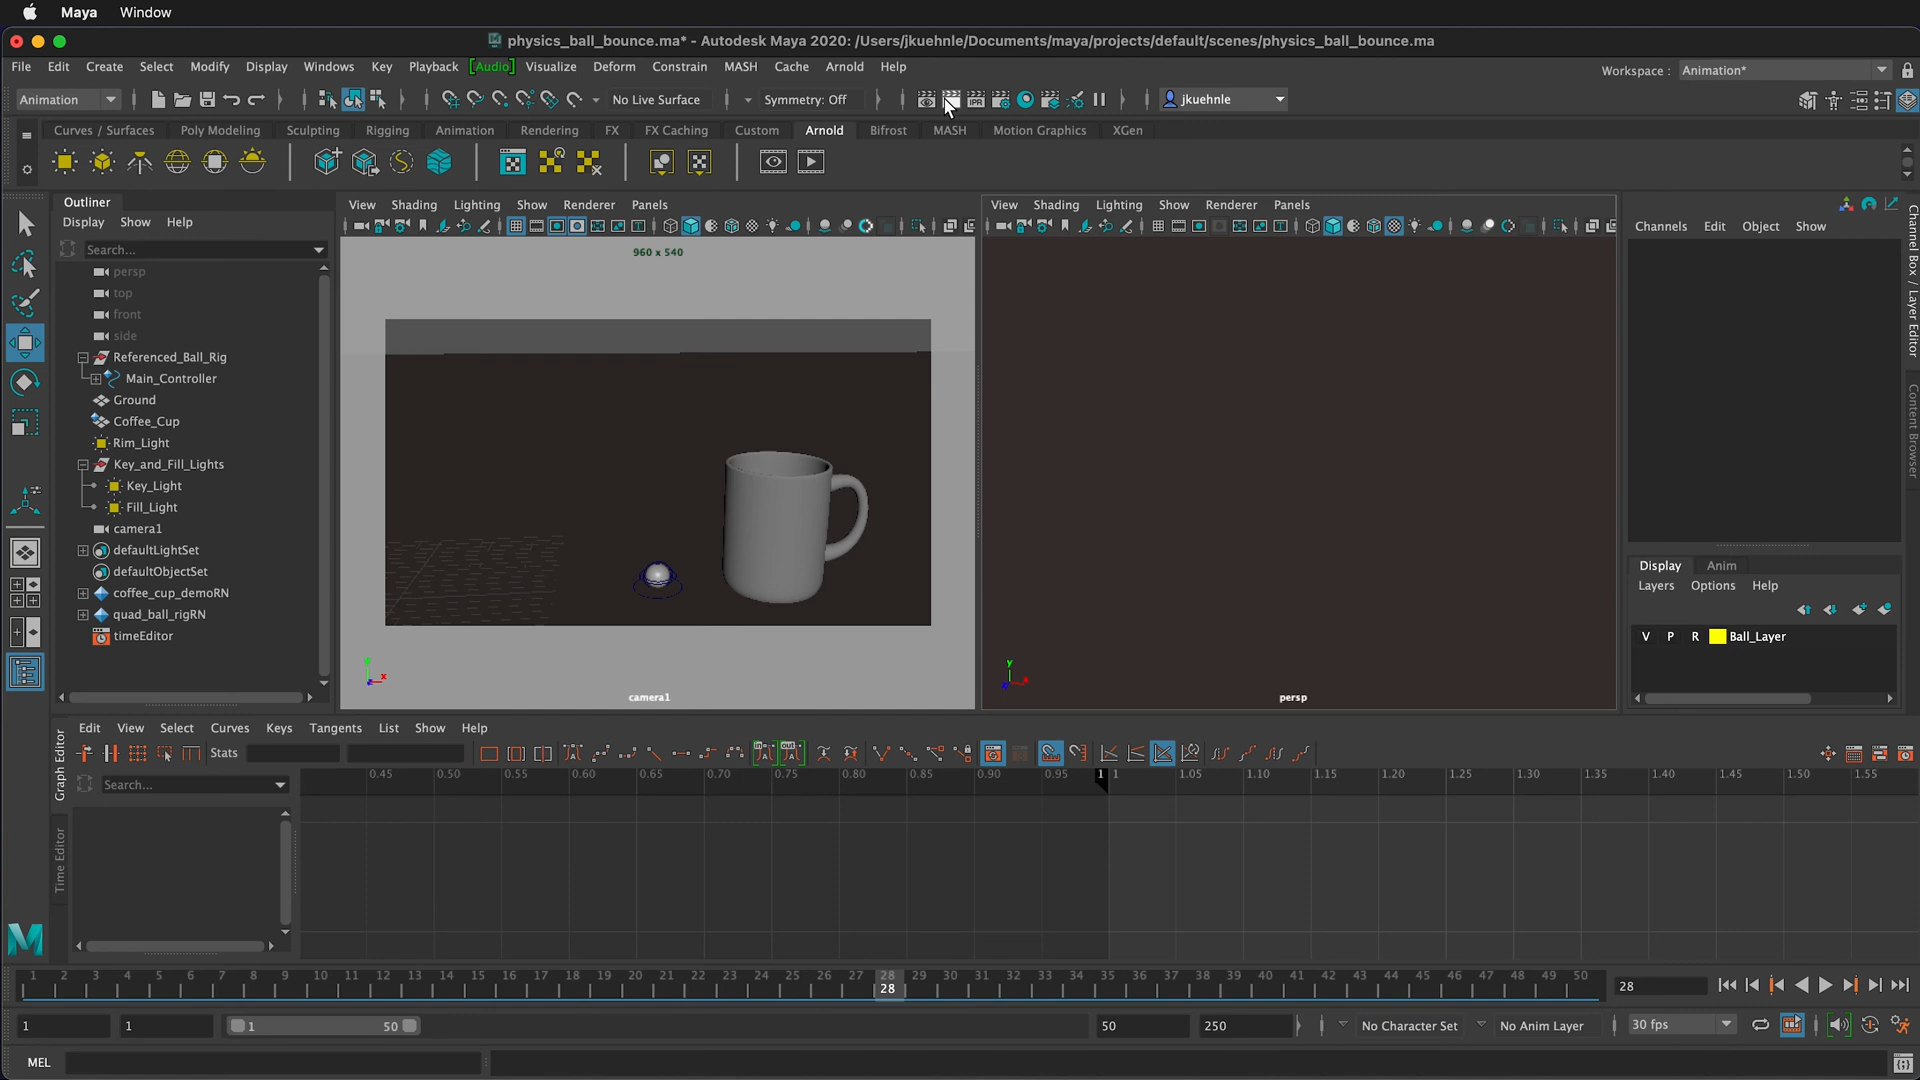 Maya Window
physics_ball_bounce.ma* - Autodesk Maya 2020: /Users/jkuehnle/Documents/maya/projects/default/scenes/physics_ball_bounce.ma
File Edit Create Select Modify Display Windows Key Playback [Audio] Visualize Deform Constrain MASH Cache Arnold Help Workspace : Animation*
Animation No Live Surface Symmetry: Off IPR jkuehnle
Curves / Surfaces Poly Modeling Sculpting Rigging Animation Rendering FX FX Caching Custom Arnold Bifrost MASH Motion Graphics XGen
Outliner
Display Show Help
Search...
persp
top
front
side
Referenced_Ball_Rig
Main_Controller
Ground
Coffee_Cup
Rim_Light
Key_and_Fill_Lights
Key_Light
Fill_Light
camera1
defaultLightSet
defaultObjectSet
coffee_cup_demoRN
quad_ball_rigRN
timeEditor
View Shading Lighting Show Renderer Panels
960 x 540
y
x
camera1
View Shading Lighting Show Renderer Panels
y
x
persp
Channels Edit Object Show
Channel Box / Layer Editor
Content Browser
Display Anim
Layers Options Help
V P R Ball_Layer
Graph Editor
Time Editor
Edit View Select Curves Keys Tangents List Show Help
Stats
Search...
0.45 0.50 0.55 0.60 0.65 0.70 0.75 0.80 0.85 0.90 0.95 1 1 1.05 1.10 1.15 1.20 1.25 1.30 1.35 1.40 1.45 1.50 1.55
1 2 3 4 5 6 7 8 9 10 11 12 13 14 15 16 17 18 19 20 21 22 23 24 25 26 27 28 29 30 31 32 33 34 35 36 37 38 39 40 41 42 43 44 45 46 47 48 49 50
28 28
1 1 1 50 50 250 No Character Set No Anim Layer 30 fps
MEL